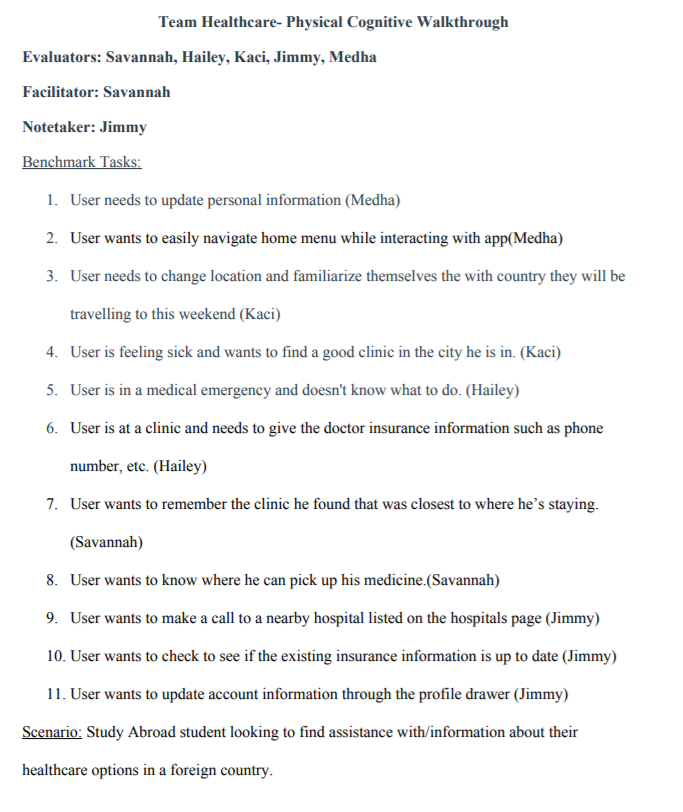 Team Healthcare- Physical Cognitive Walkthrough
Evaluators: Savannah, Hailey, Kaci, Jimmy, Medha
Facilitator: Savannah
Notetaker: Jimmy
Benchmark Tasks:
1. User needs to update personal information (Medha)
2. User wants to easily navigate home menu while interacting with app(Medha)
3. User needs to change location and familiarize themselves the with country they will be
travelling to this weekend (Kaci)
4. User is feeling sick and wants to find a good clinic in the city he is in. (Kaci)
5. User is in a medical emergency and doesn't know what to do. (Hailey)
6. User is at a clinic and needs to give the doctor insurance information such as phone
number, etc. (Hailey)
7. User wants to remember the clinic he found that was closest to where he’s staying.
(Savannah)
8. User wants to know where he can pick up his medicine.(Savannah)
9. User wants to make a call to a nearby hospital listed on the hospitals page (Jimmy)
10. User wants to check to see if the existing insurance information is up to date (Jimmy)
11. User wants to update account information through the profile drawer (Jimmy)
Scenario: Study Abroad student looking to find assistance with/information about their
healthcare options in a foreign country.